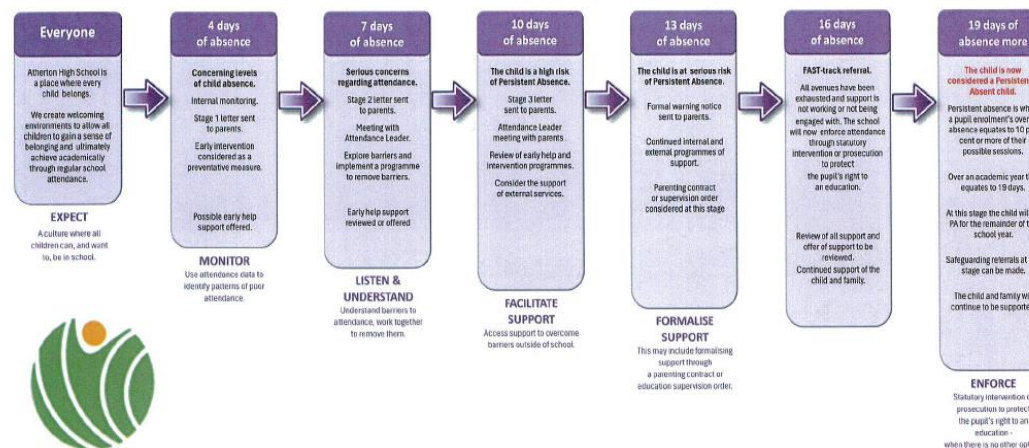 Everyone
Atherton High School is
a place where every
child belongs.
We create welcoming
environments to allow all
children to gain a sense of
belonging and ultimately
achieve academically
through regular school
attendance.
EXPECT
A culture where all
children can, and want
to, be in school.
4 days
of absence
Concerning levels
of child absence.
Internal monitoring.
Stage 1 letter sent
to parents.
Early intervention
considered as a
preventative measure.
Possible early help
support offered.
MONITOR
Use attendance data to
identify patterns of poor
attendance.
7 days
of absence
Serious concerns
regarding attendance.
Stage 2 letter sent
to parents.
Meeting with
Attendance Leader.
Explore barriers and
implement a programme
to remove barriers.
Early help support
reviewed or offered
LISTEN &
UNDERSTAND
Understand barriers to
attendance, work together
to remove them.
10 days
of absence
The child is a high risk
of Persistent Absence.
Stage 3 letter
sent to parents.
Attendance Leader
meeting with parents
Review of early help and
intervention programmes.
Consider the support
of external services.
FACILITATE
SUPPORT
Access support to overcome
barriers outside of school.
13 days
of absence
The child is at serious risk
of Persistent Absence.
Formal warning notice
sent to parents.
Continued internal and
external programmes of
support.
Parenting contract
or supervision order
considered at this stage
FORMALISE
SUPPORT
This may include formalising
support through
a parenting contract or
education supervision order.
16 days
of absence
FAST-track referral.
All avenues have been
exhausted and support is
not working or not being
engaged with. The school
will now enforce attendance
through statutory
intervention or prosecution
to protect
the pupil's right to
an education.
Review of all support and
offer of support to be
reviewed.
Continued support of the
child and family.
19 days of
absence more
The child is now
considered a
Absent child.
Persistent absence is
a pupil enrolment's
absence equates to 10
cent or more of their
possible sessions.
Over an academic year
equates to 19 days.
At this stage the child
PA for the remainder of
school year.
Safeguarding referrals at
stage can be made.
The child and family
continue to be
ENFORCE
Statutory intervention
prosecution to protect
the pupil's right to an
education -
when there is no other